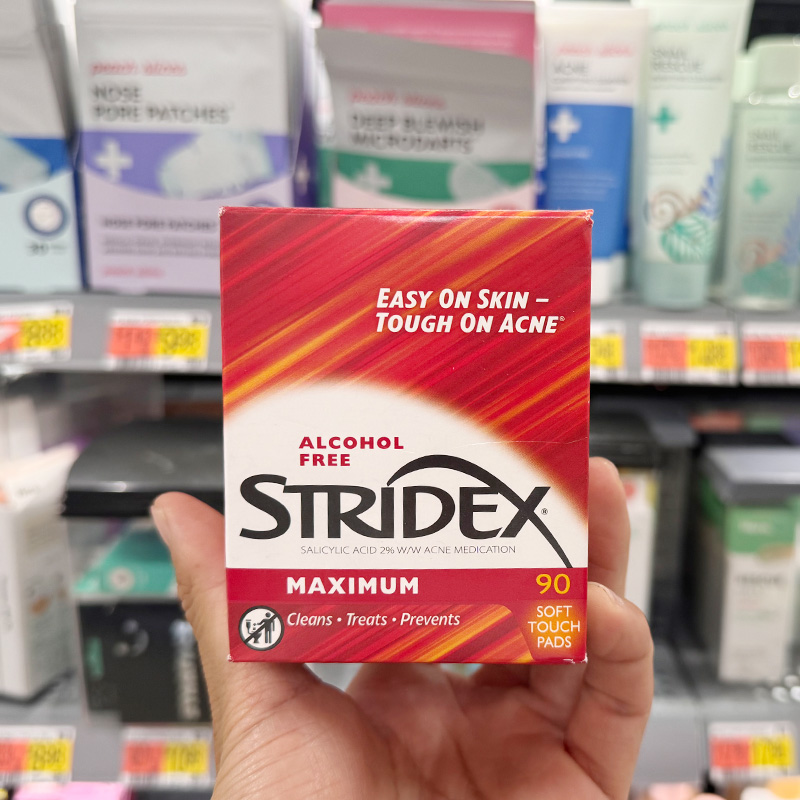 NOSE
PORE PATCHES
DEEP BLEMISH
MICRODARTS
EASY ON SKIN –
TOUGH ON ACNE®
ALCOHOL
FREE
STRIDEX®
SALICYLIC ACID 2% W/W ACNE MEDICATION
MAXIMUM
90
Cleans • Treats • Prevents
SOFT
TOUCH
PADS